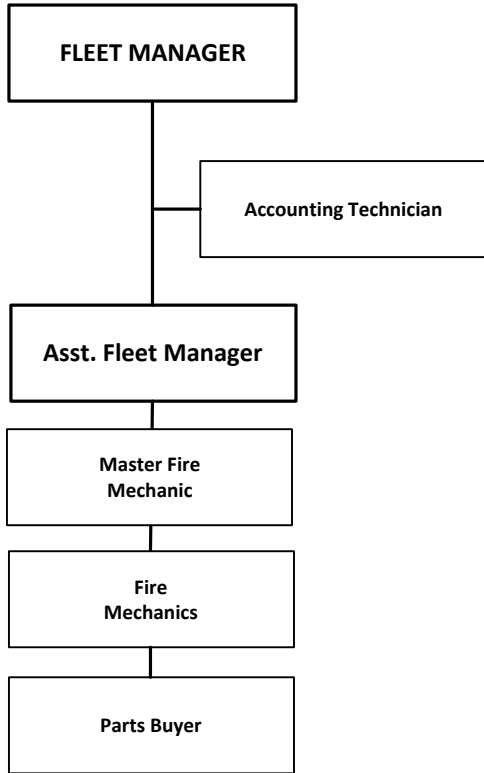 FLEET MANAGER
Accounting Technician
Asst. Fleet Manager
Master Fire
Mechanic
Fire
Mechanics
Parts Buyer